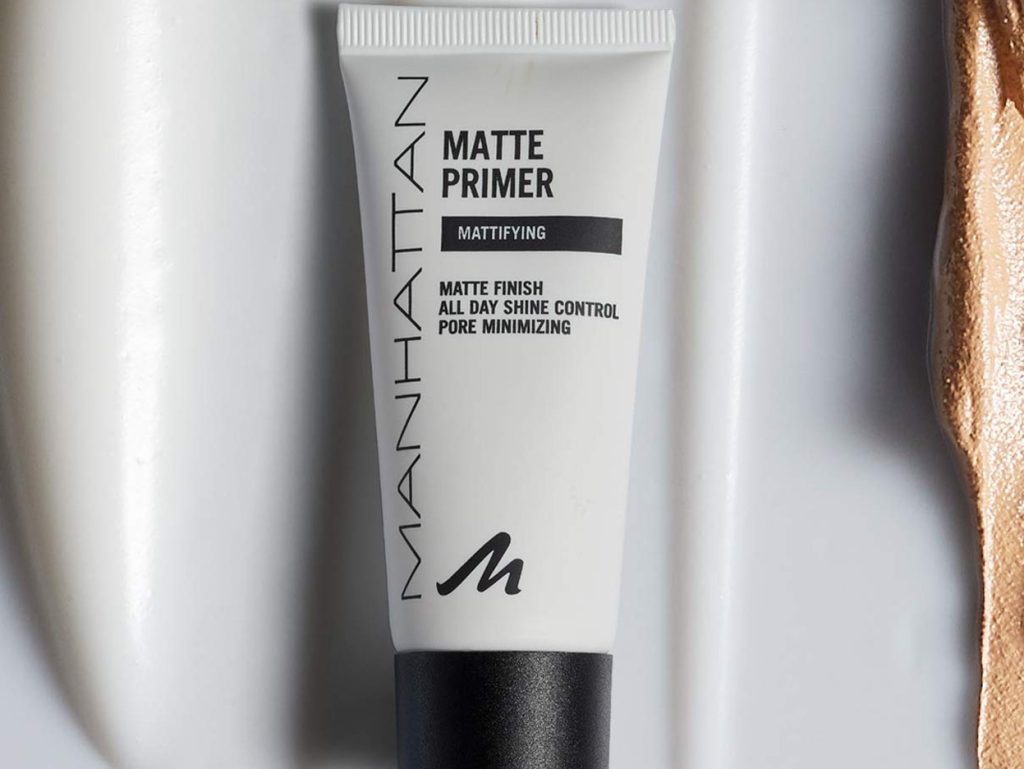 MANHATTAN
MATTE
PRIMER
MATTIFYING
MATTE FINISH
ALL DAY SHINE CONTROL
PORE MINIMIZING
M